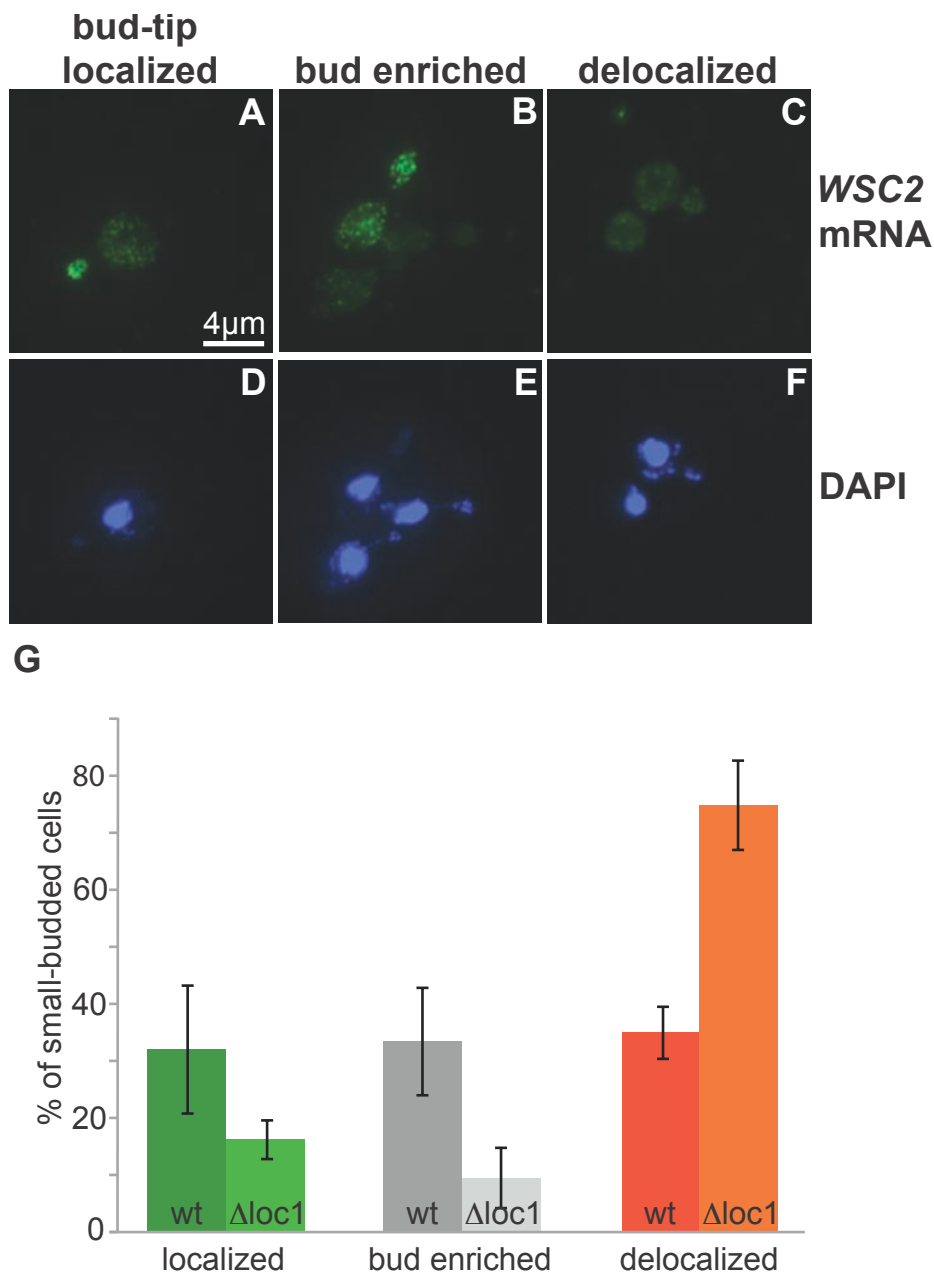 bud-tip
localized
bud enriched
delocalized
A
B
C
WSC2
mRNA
4µm
D
E
F
DAPI
G
% of small-budded cells
80
60
40
20
0
wt
Δloc1
wt
Δloc1
wt
Δloc1
localized
bud enriched
delocalized